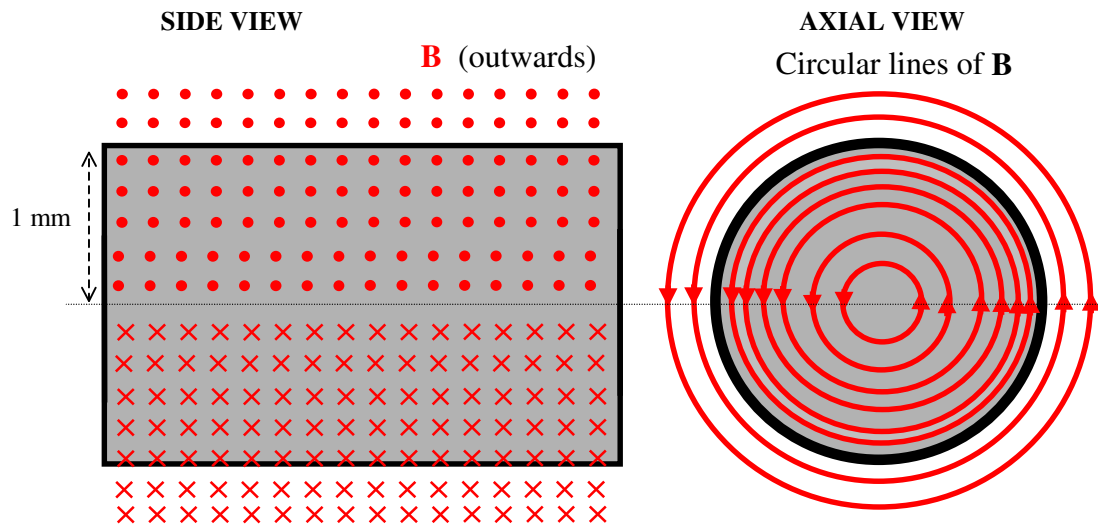 SIDE VIEW
B (outwards)
1 mm
AXIAL VIEW
Circular lines of B